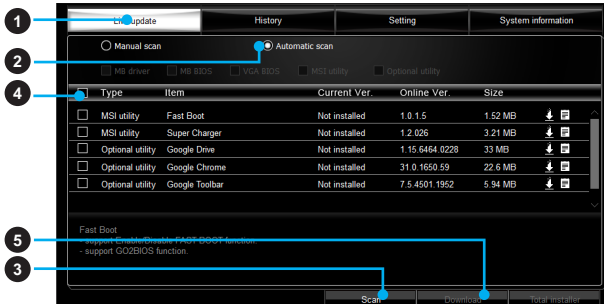 1
Live update History Setting System information
Manual scan Automatic scan
2
MB driver MB BIOS VGA BIOS MSI utility Optional utility
4
Type Item Current Ver. Online Ver. Size
MSI utility Fast Boot Not installed 1.0.1.5 1.52 MB
MSI utility Super Charger Not installed 1.2.026 3.21 MB
Optional utility Google Drive Not installed 1.15.6464.0228 33 MB
Optional utility Google Chrome Not installed 31.0.1650.59 22.6 MB
Optional utility Google Toolbar Not installed 7.5.4501.1952 5.94 MB
Fast Boot
5
- support Enable/Disable FAST BOOT function.
- support GO2BIOS function.
3
Scan Download Total installer